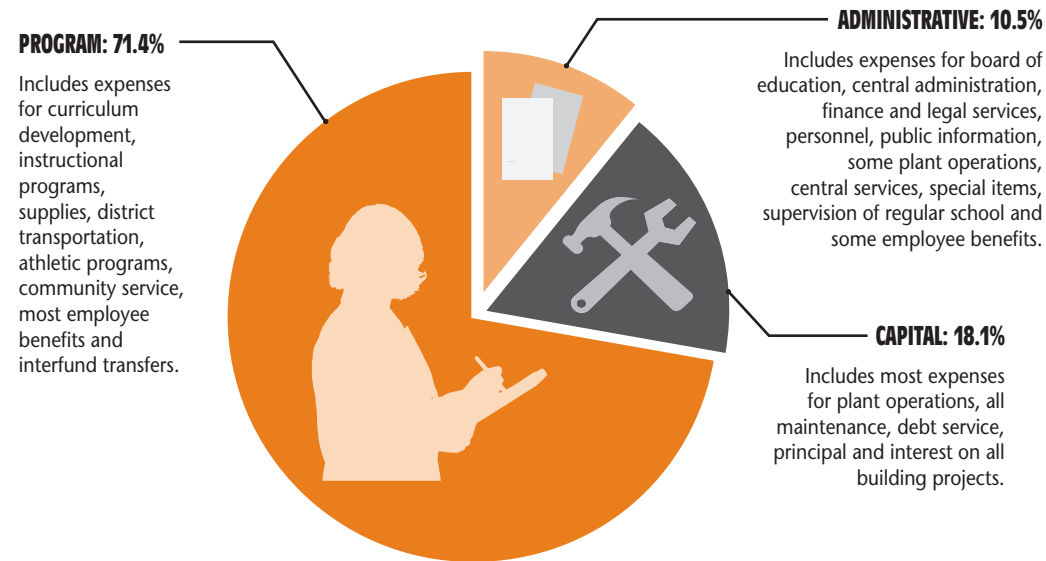 PROGRAM: 71.4%
Includes expenses
for curriculum
development,
instructional
programs,
supplies, district
transportation,
athletic programs,
community service,
most employee
benefits and
interfund transfers.
ADMINISTRATIVE: 10.5%
Includes expenses for board of
education, central administration,
finance and legal services,
personnel, public information,
some plant operations,
central services, special items,
supervision of regular school and
some employee benefits.
CAPITAL: 18.1%
Includes most expenses
for plant operations, all
maintenance, debt service,
principal and interest on all
building projects.